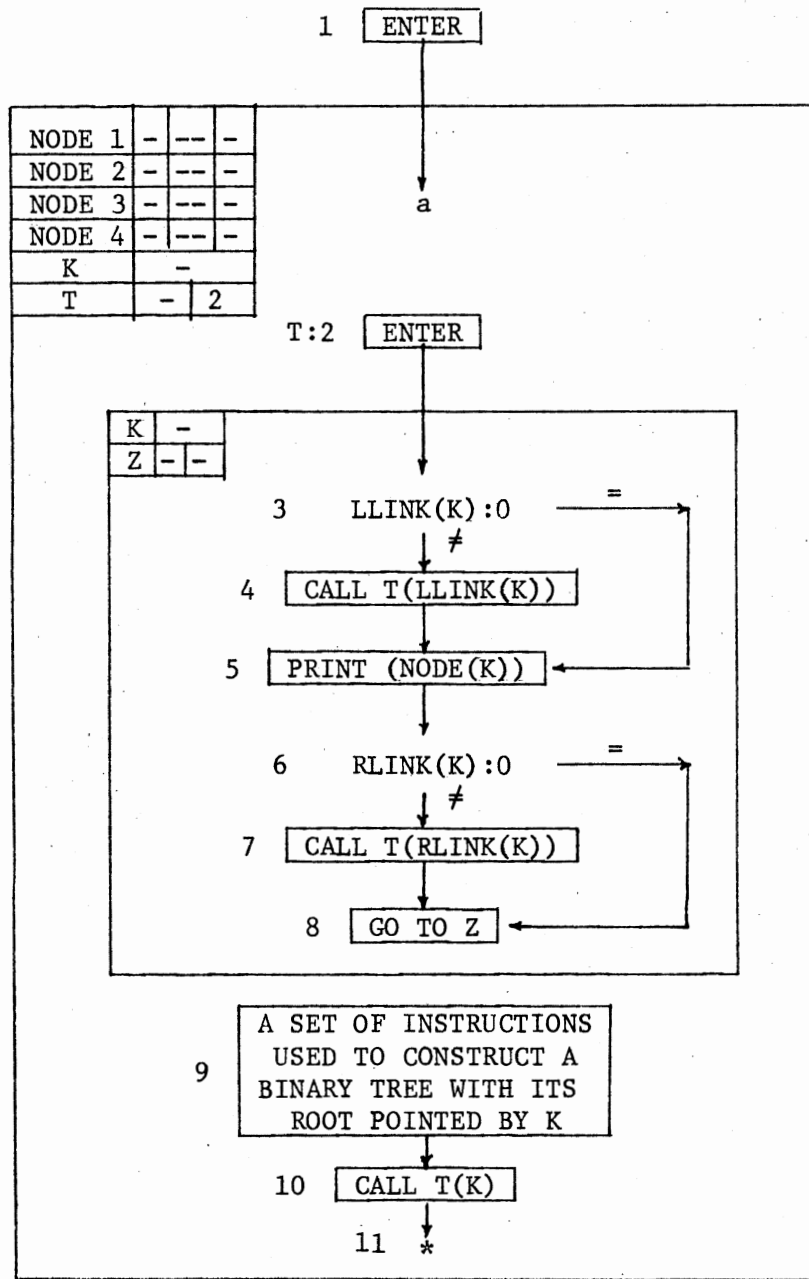 1 ENTER
NODE 1 - -- -
NODE 2 - -- -
NODE 3 - -- -
NODE 4 - -- -
K -
T - 2
a
T:2 ENTER
K -
Z - -
3 LLINK(K):0 =
≠
4 CALL T(LLINK(K))
5 PRINT (NODE(K))
6 RLINK(K):0 =
≠
7 CALL T(RLINK(K))
8 GO TO Z
9
A SET OF INSTRUCTIONS
USED TO CONSTRUCT A
BINARY TREE WITH ITS
ROOT POINTED BY K
10 CALL T(K)
11 *